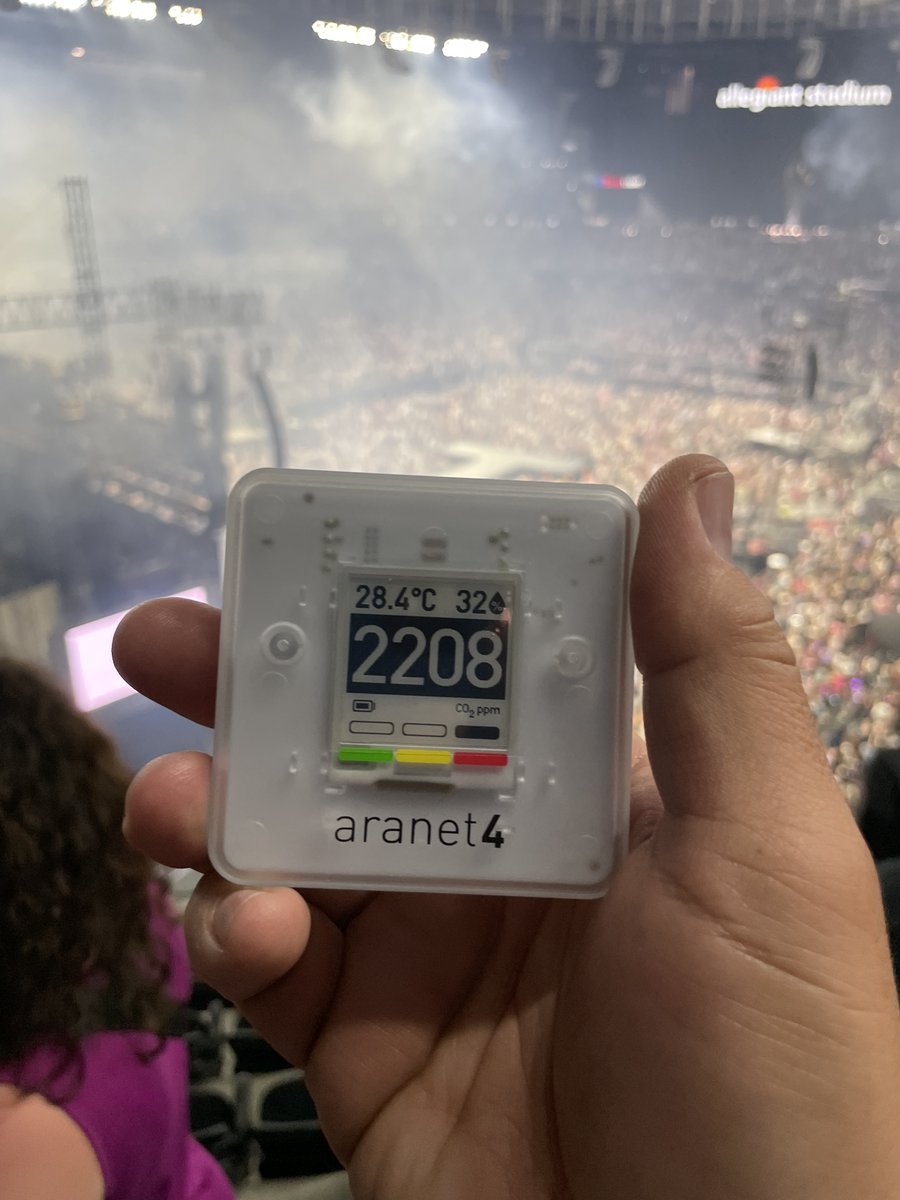 allegiant stadium
28.4°C 32%
2208
CO₂ ppm
aranet4